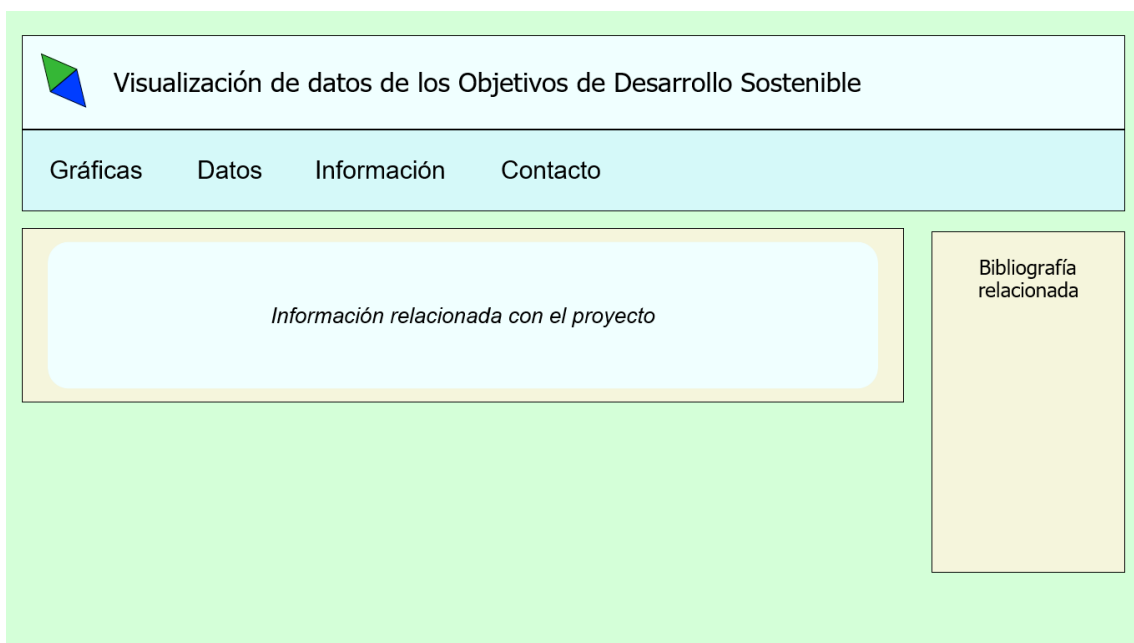 Visualización de datos de los Objetivos de Desarrollo Sostenible
Gráficas Datos Información Contacto
Información relacionada con el proyecto
Bibliografía
relacionada